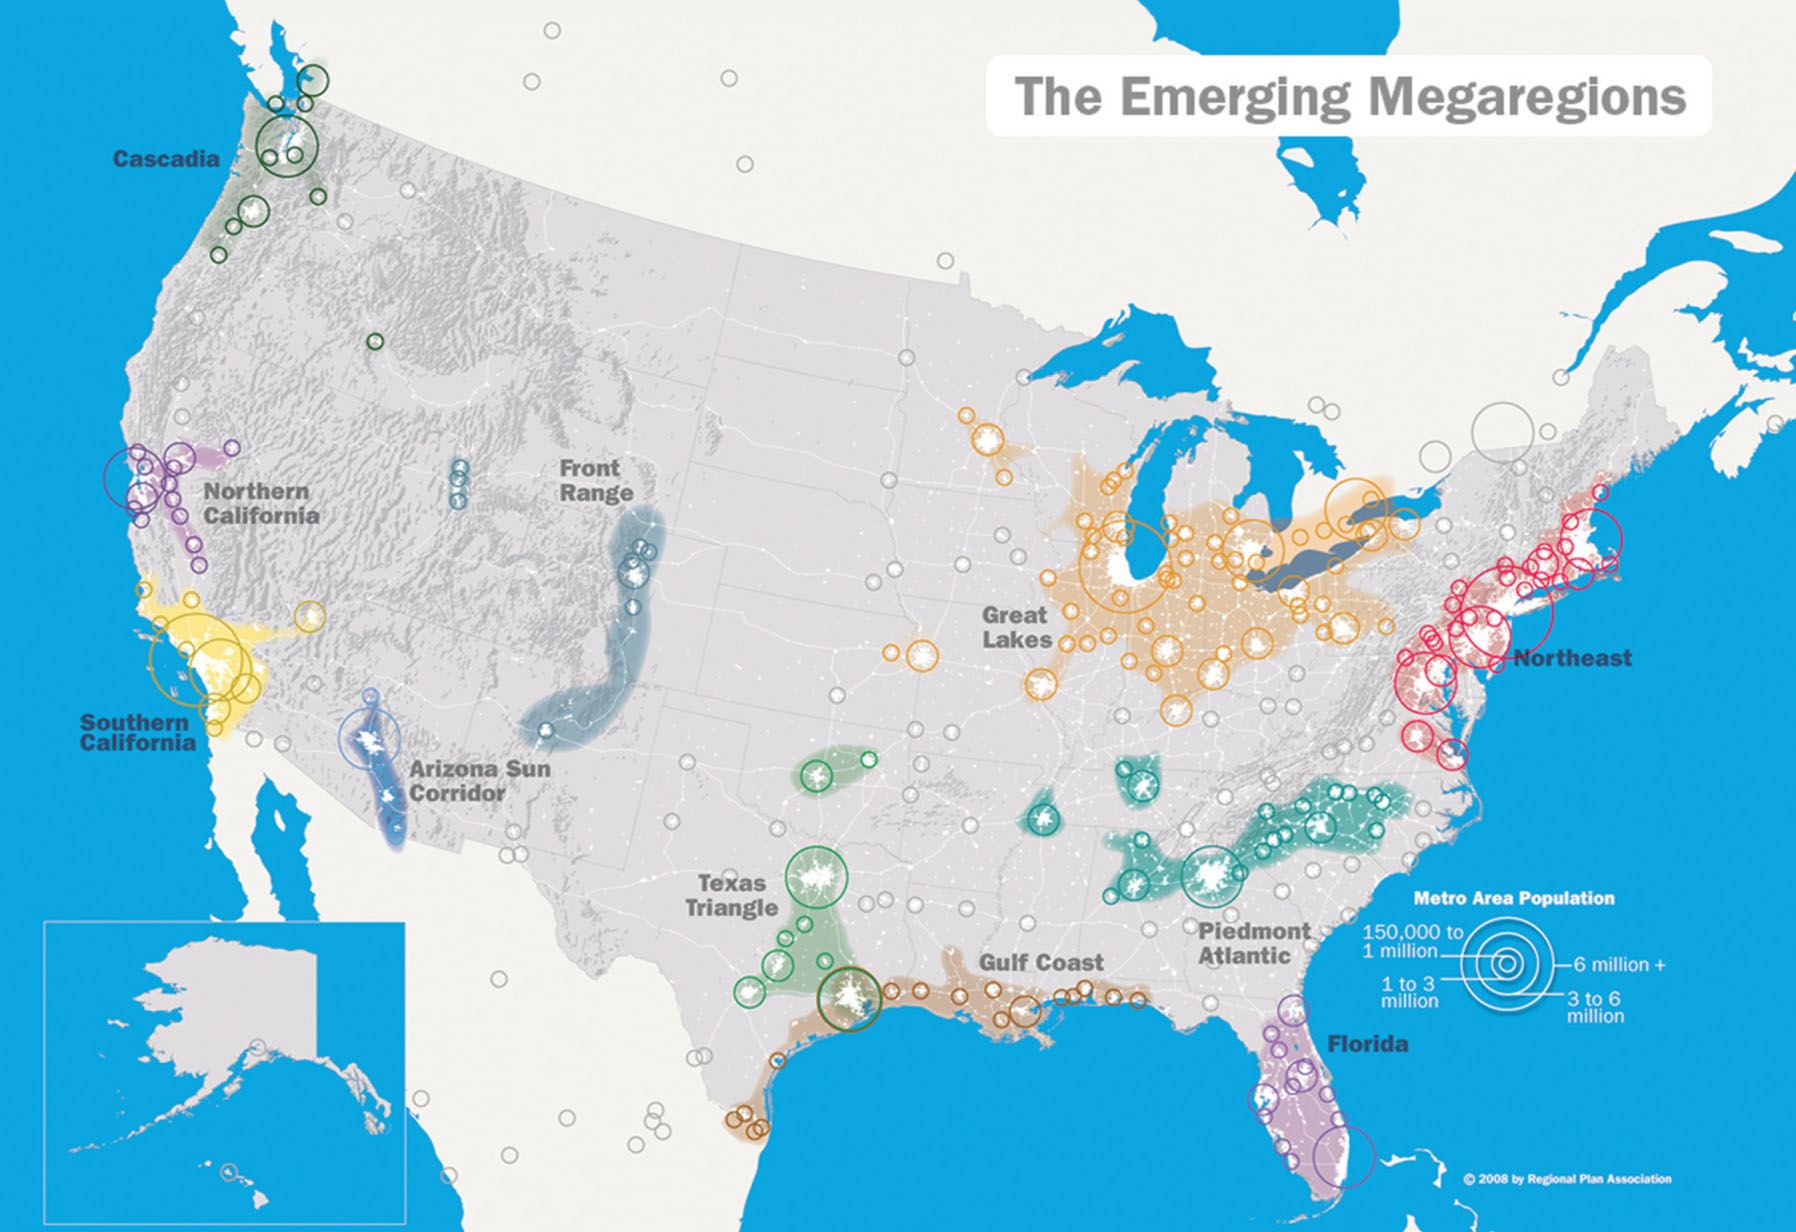 The Emerging Megaregions
Cascadia
Front
Range
Northern
California
Great
Lakes
Northeast
Southern
California
Arizona Sun
Corridor
Texas
Triangle
Piedmont
Atlantic
Gulf Coast
Florida
Metro Area Population
150,000 to
1 million
6 million +
1 to 3
million
3 to 6
million
© 2008 by Regional Plan Association